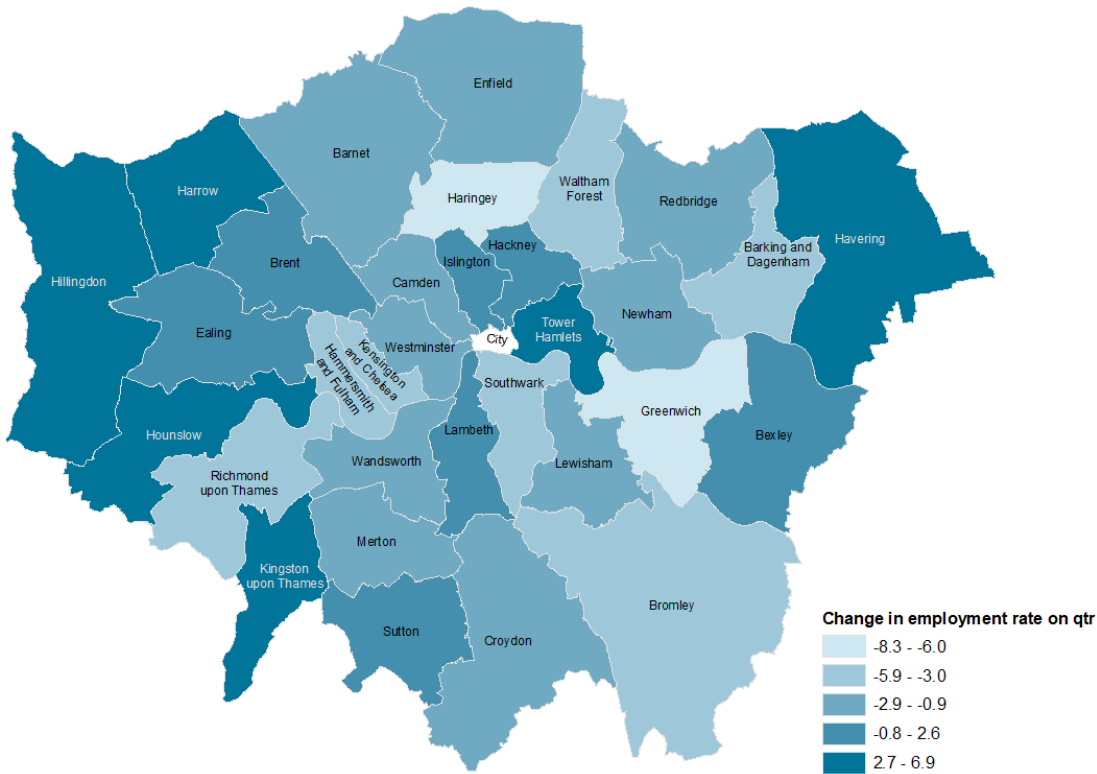 Enfield
Barnet
Harrow
Haringey
Waltham
Forest
Redbridge
Havering
Hackney
Barking and
Dagenham
Brent
Islington
Hillingdon
Camden
Newham
Ealing
Tower
Hamlets
City
Westminster
Kensington
and Chelsea
Hammersmith
and Fulham
Southwark
Greenwich
Hounslow
Lambeth
Bexley
Wandsworth
Lewisham
Richmond
upon Thames
Merton
Kingston
upon Thames
Bromley
Sutton
Croydon
Change in employment rate on qtr
-8.3 - -6.0
-5.9 - -3.0
-2.9 - -0.9
-0.8 - 2.6
2.7 - 6.9